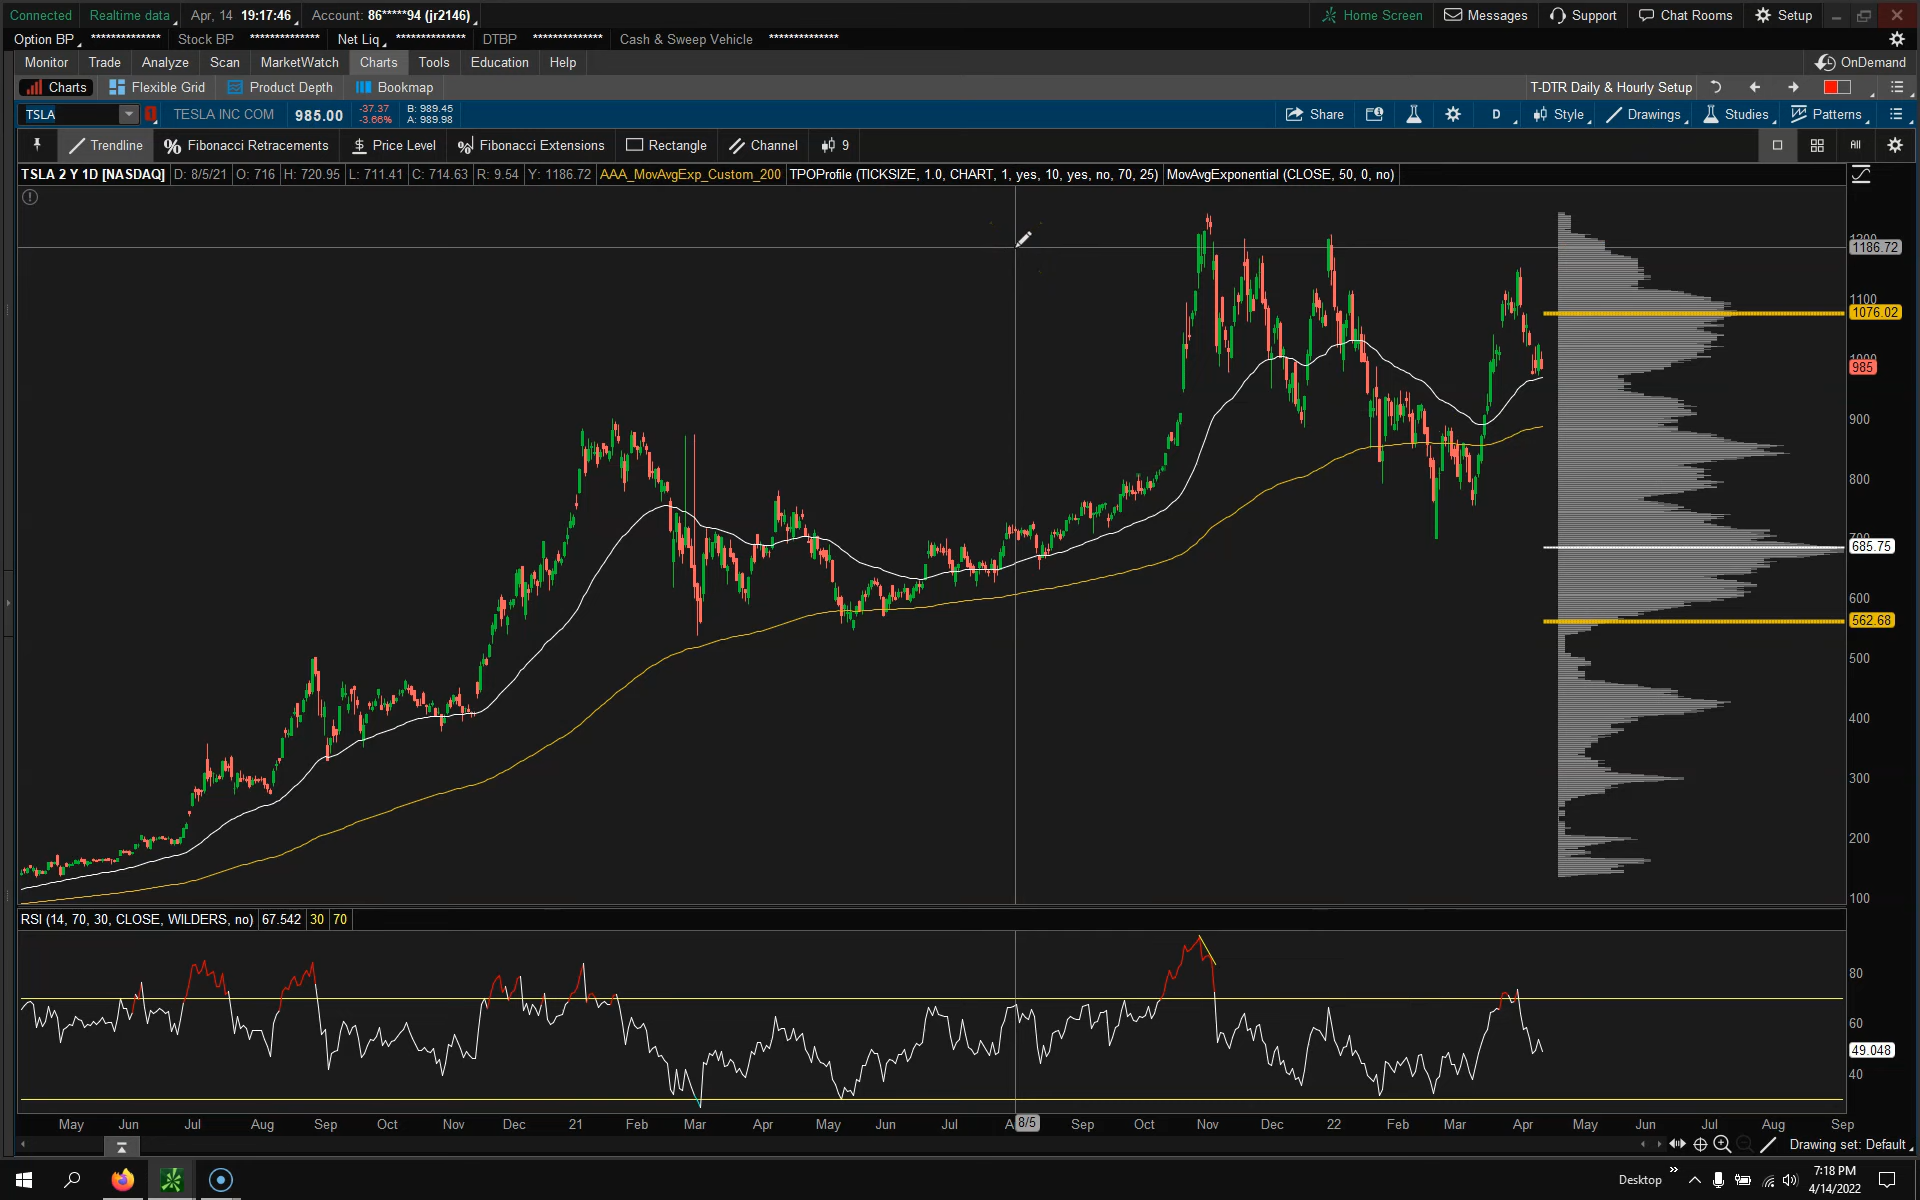 Connected Realtime data Apr, 14 19:17:46 Account: 86*****94 (jr2146) Home Screen Messages Support Chat Rooms Setup
Option BP ************** Stock BP ************** Net Liq ************** DTBP ************** Cash & Sweep Vehicle **************
Monitor Trade Analyze Scan MarketWatch Charts Tools Education Help OnDemand
Charts Flexible Grid Product Depth Bookmap T-DTR Daily & Hourly Setup
TSLA 1 TESLA INC COM 985.00 -37.37 -3.66% B: 989.45 A: 989.98 Share D Style Drawings Studies Patterns
Trendline Fibonacci Retracements Price Level Fibonacci Extensions Rectangle Channel 9 All
TSLA 2 Y 1D [NASDAQ] D: 8/5/21 O: 716 H: 720.95 L: 711.41 C: 714.63 R: 9.54 Y: 1186.72 AAA_MovAvgExp_Custom_200 TPOProfile (TICKSIZE, 1.0, CHART, 1, yes, 10, yes, no, 70, 25) MovAvgExponential (CLOSE, 50, 0, no)
1200
1186.72
1100
1076.02
1000
985
900
800
700
685.75
600
562.68
500
400
300
200
100
RSI (14, 70, 30, CLOSE, WILDERS, no) 67.542 30 70
80
60
49.048
40
May Jun Jul Aug Sep Oct Nov Dec 21 Feb Mar Apr May Jun Jul A 8/5 Sep Oct Nov Dec 22 Feb Mar Apr May Jun Jul Aug Sep
Drawing set: Default
Desktop 7:18 PM
4/14/2022